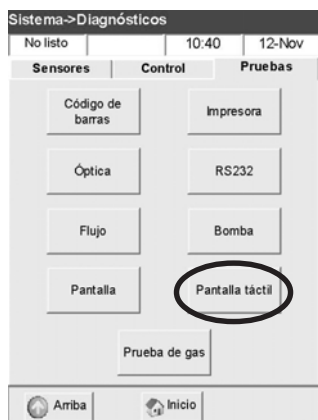 Sistema->Diagnósticos
No listo 10:40 12-Nov
Sensores Control Pruebas
Código de
barras
Impresora
Óptica RS232
Flujo Bomba
Pantalla Pantalla táctil
Prueba de gas
Arriba Inicio